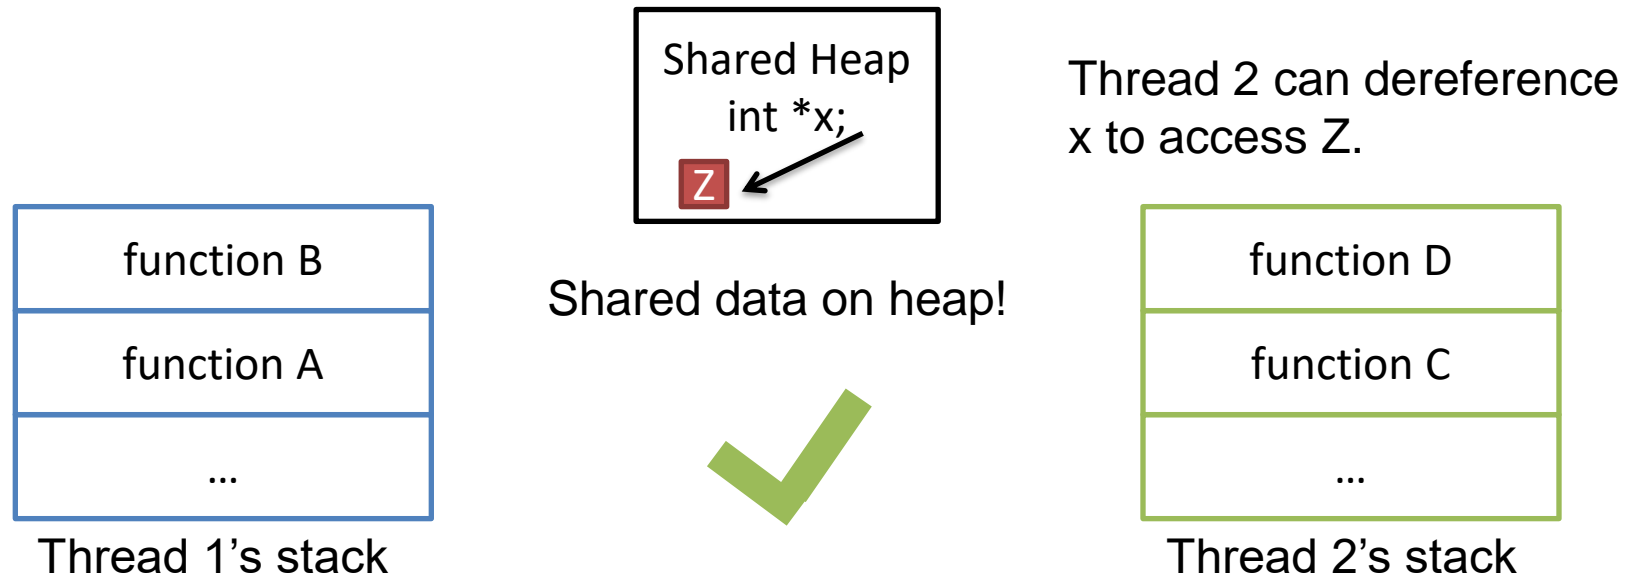 Shared Heap
int *x;
Z
Thread 2 can dereference
x to access Z.
function B
function A
...
Thread 1’s stack
Shared data on heap!
function D
function C
...
Thread 2’s stack